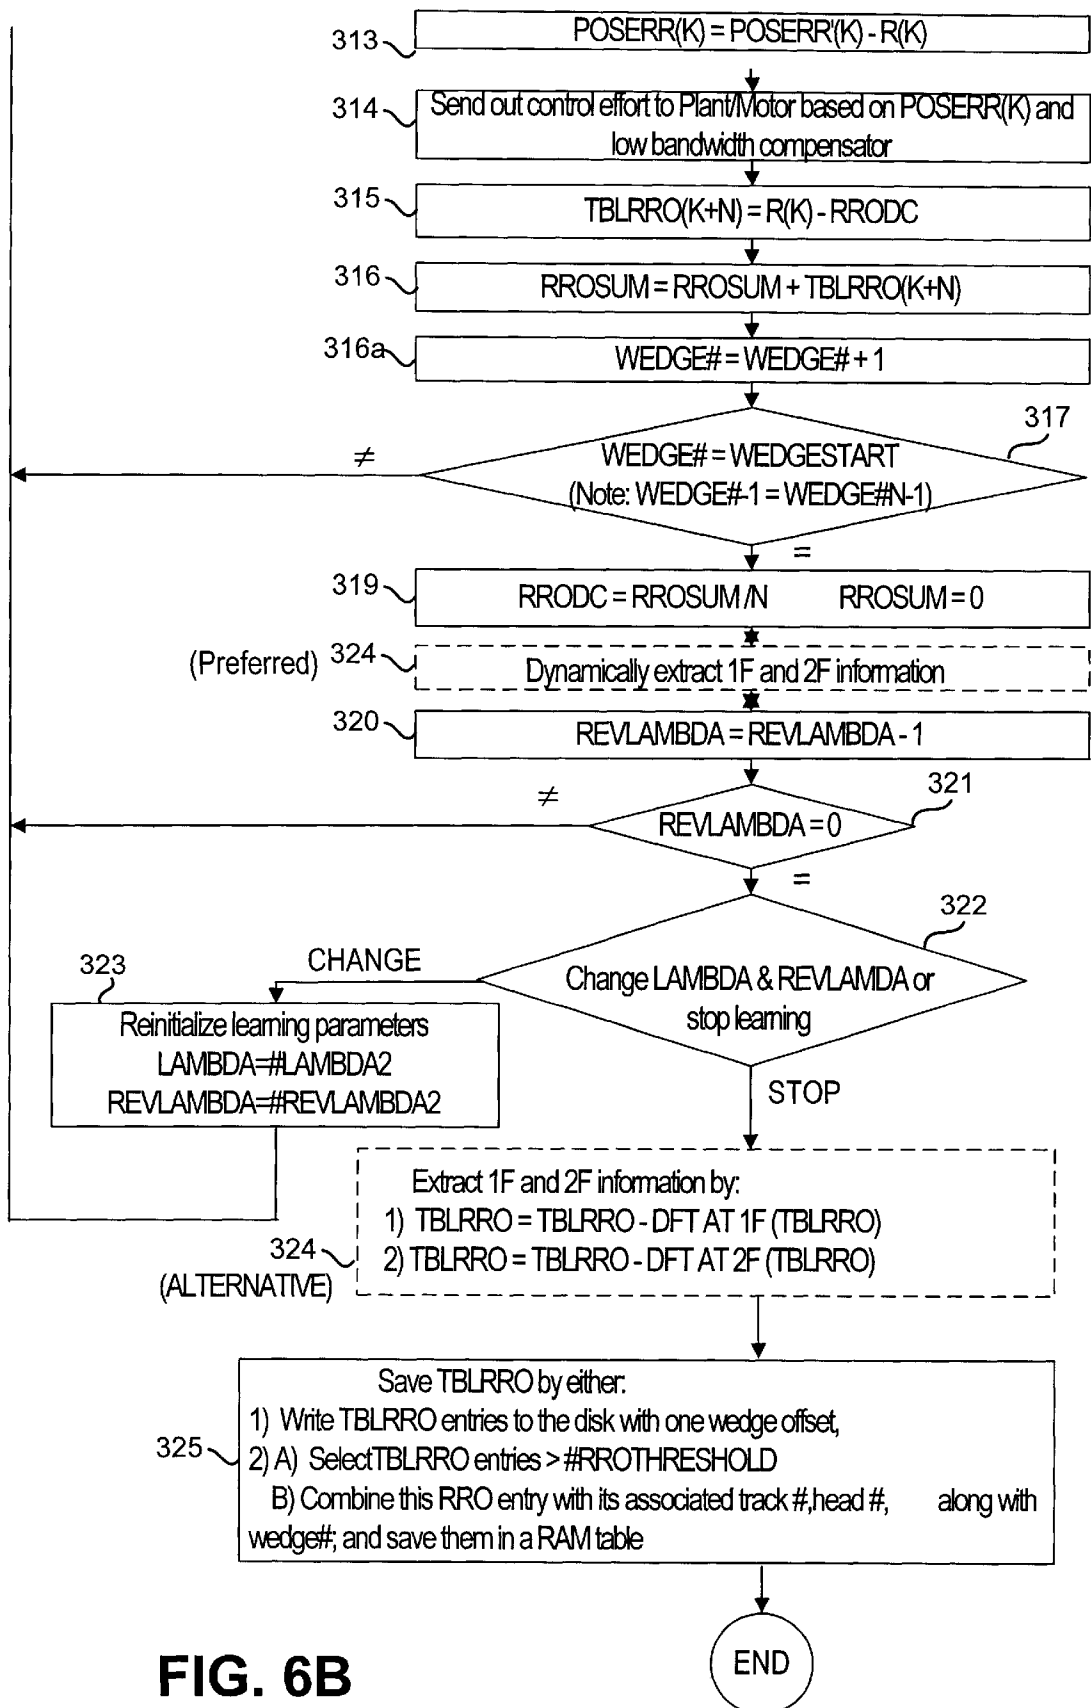 313
POSERR(K) = POSERR'(K) - R(K)
314
Send out control effort to Plant/Motor based on POSERR(K) and
low bandwidth compensator
315
TBLRRO(K+N) = R(K) - RRODC
316
RROSUM = RROSUM + TBLRRO(K+N)
316a
WEDGE# = WEDGE# + 1
317
WEDGE# = WEDGESTART
(Note: WEDGE#-1 = WEDGE#N-1)
≠
=
319
RRODC = RROSUM /N RROSUM = 0
(Preferred) 324
Dynamically extract 1F and 2F information
320
REVLAMBDA = REVLAMBDA - 1
321
≠
REVLAMBDA = 0
=
322
CHANGE
Change LAMBDA & REVLAMDA or
stop learning
323
Reinitialize learning parameters
LAMBDA=#LAMBDA2
REVLAMBDA=#REVLAMBDA2
STOP
Extract 1F and 2F information by:
1) TBLRRO = TBLRRO - DFT AT 1F (TBLRRO)
2) TBLRRO = TBLRRO - DFT AT 2F (TBLRRO)
324
(ALTERNATIVE)
Save TBLRRO by either:
1) Write TBLRRO entries to the disk with one wedge offset,
325
2) A) SelectTBLRRO entries > #RROTHRESHOLD
B) Combine this RRO entry with its associated track #,head #, along with
wedge#; and save them in a RAM table
END
FIG. 6B